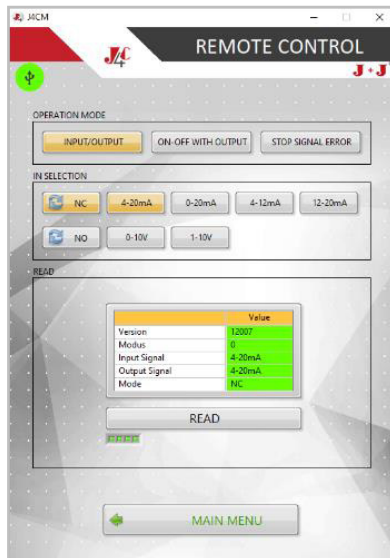 J4CM
J4C
REMOTE CONTROL
J+J
OPERATION MODE
INPUT/OUTPUT ON-OFF WITH OUTPUT STOP SIGNAL ERROR
IN SELECTION
NC 4-20mA 0-20mA 4-12mA 12-20mA
NO 0-10V 1-10V
READ
Value
Version 12007
Modus 0
Input Signal 4-20mA
Output Signal 4-20mA
Mode NC
READ
MAIN MENU